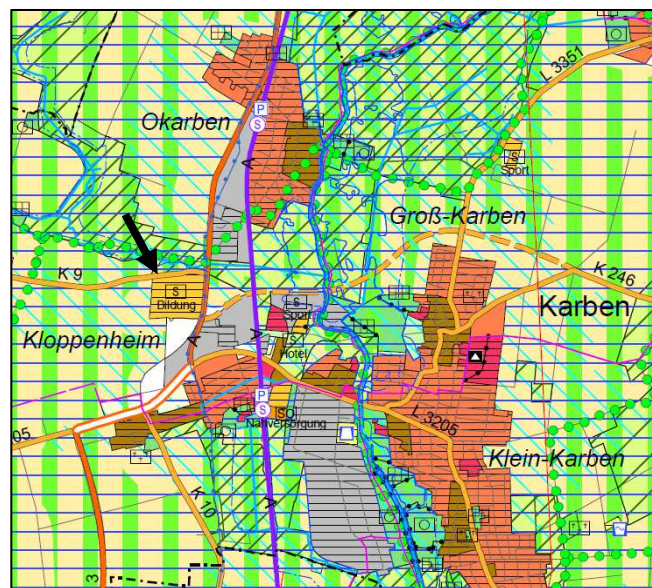 L 3351
Okarben
P
S
A
S
Sport
Groß-Karben
K 9
K 246
S
Bildung
S
Sport
Karben
Kloppenheim
A
A
S
Hotel
P
S
SO
Nahversorgung
L 3205
05
Klein-Karben
K 10
A
3